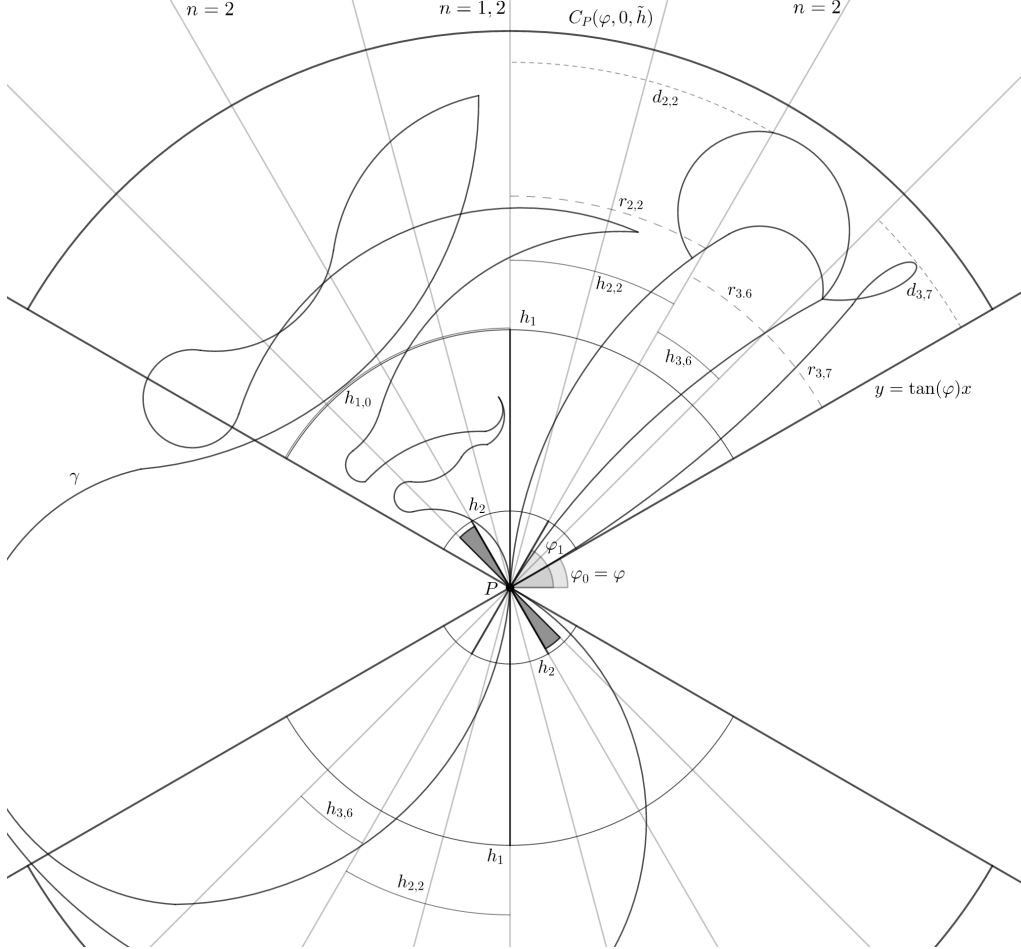 n = 2
n = 1, 2
C_P(φ, 0, h̃)
n = 2
d_{2,2}
r_{2,2}
h_{2,2}
r_{3.6}
d_{3,7}
h_1
h_{3,6}
r_{3,7}
y = tan(φ)x
h_{1,0}
γ
h_2
φ_1
φ_0 = φ
P
h_2
h_{3,6}
h_1
h_{2,2}